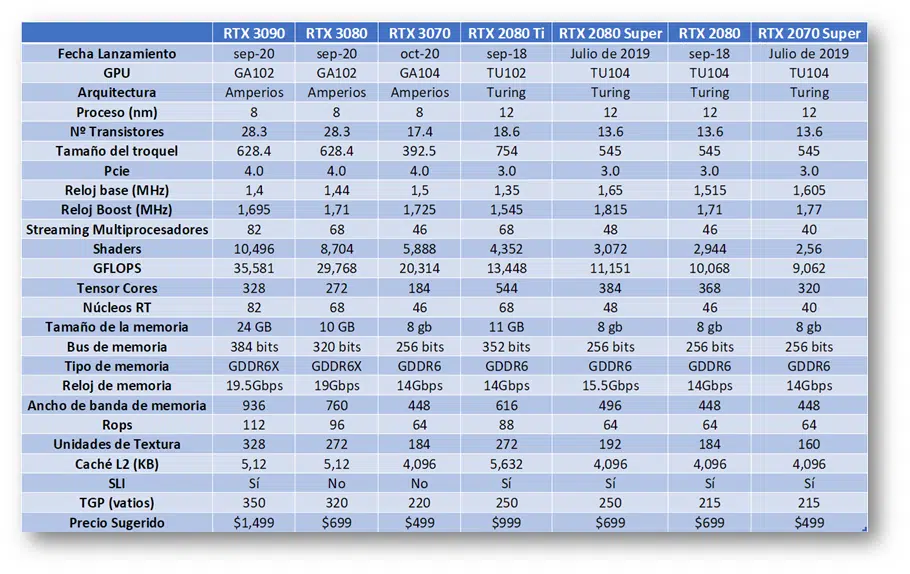 RTX 3090 RTX 3080 RTX 3070 RTX 2080 Ti RTX 2080 Super RTX 2080 RTX 2070 Super
Fecha Lanzamiento sep-20 sep-20 oct-20 sep-18 Julio de 2019 sep-18 Julio de 2019
GPU GA102 GA102 GA104 TU102 TU104 TU104 TU104
Arquitectura Amperios Amperios Amperios Turing Turing Turing Turing
Proceso (nm) 8 8 8 12 12 12 12
Nº Transistores 28.3 28.3 17.4 18.6 13.6 13.6 13.6
Tamaño del troquel 628.4 628.4 392.5 754 545 545 545
Pcie 4.0 4.0 4.0 3.0 3.0 3.0 3.0
Reloj base (MHz) 1,4 1,44 1,5 1,35 1,65 1,515 1,605
Reloj Boost (MHz) 1,695 1,71 1,725 1,545 1,815 1,71 1,77
Streaming Multiprocesadores 82 68 46 68 48 46 40
Shaders 10,496 8,704 5,888 4,352 3,072 2,944 2,56
GFLOPS 35,581 29,768 20,314 13,448 11,151 10,068 9,062
Tensor Cores 328 272 184 544 384 368 320
Núcleos RT 82 68 46 68 48 46 40
Tamaño de la memoria 24 GB 10 GB 8 gb 11 GB 8 gb 8 gb 8 gb
Bus de memoria 384 bits 320 bits 256 bits 352 bits 256 bits 256 bits 256 bits
Tipo de memoria GDDR6X GDDR6X GDDR6 GDDR6 GDDR6 GDDR6 GDDR6
Reloj de memoria 19.5Gbps 19Gbps 14Gbps 14Gbps 15.5Gbps 14Gbps 14Gbps
Ancho de banda de memoria 936 760 448 616 496 448 448
Rops 112 96 64 88 64 64 64
Unidades de Textura 328 272 184 272 192 184 160
Caché L2 (KB) 5,12 5,12 4,096 5,632 4,096 4,096 4,096
SLI Sí No No Sí Sí Sí Sí
TGP (vatios) 350 320 220 250 250 215 215
Precio Sugerido $1,499 $699 $499 $999 $699 $699 $499